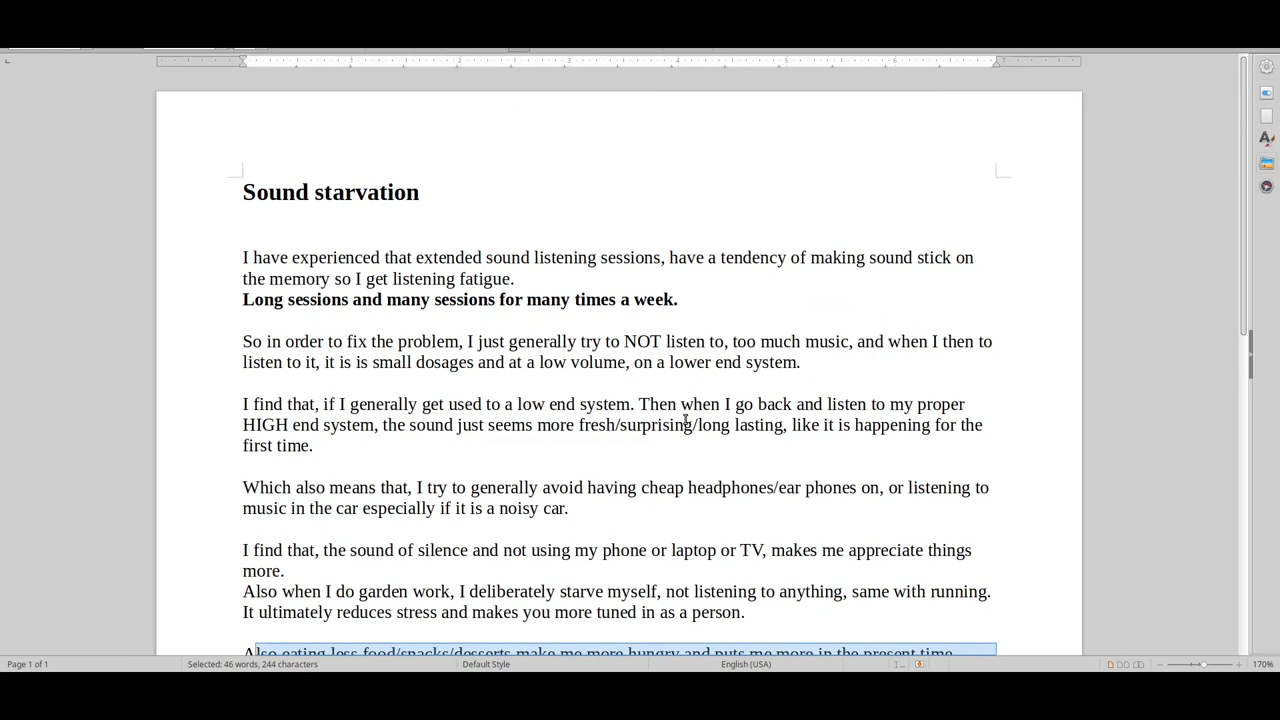 Sound starvation
I have experienced that extended sound listening sessions, have a tendency of making sound stick on
the memory so I get listening fatigue.
Long sessions and many sessions for many times a week.
So in order to fix the problem, I just generally try to NOT listen to, too much music, and when I then to
listen to it, it is is small dosages and at a low volume, on a lower end system.
I find that, if I generally get used to a low end system. Then when I go back and listen to my proper
HIGH end system, the sound just seems more fresh/surprising/long lasting, like it is happening for the
first time.
Which also means that, I try to generally avoid having cheap headphones/ear phones on, or listening to
music in the car especially if it is a noisy car.
I find that, the sound of silence and not using my phone or laptop or TV, makes me appreciate things
more.
Also when I do garden work, I deliberately starve myself, not listening to anything, same with running.
It ultimately reduces stress and makes you more tuned in as a person.
Also eating less food/snacks/desserts make me more hungry and puts me more in the present time
Page 1 of 1
Selected: 46 words, 244 characters
Default Style
English (USA)
170%